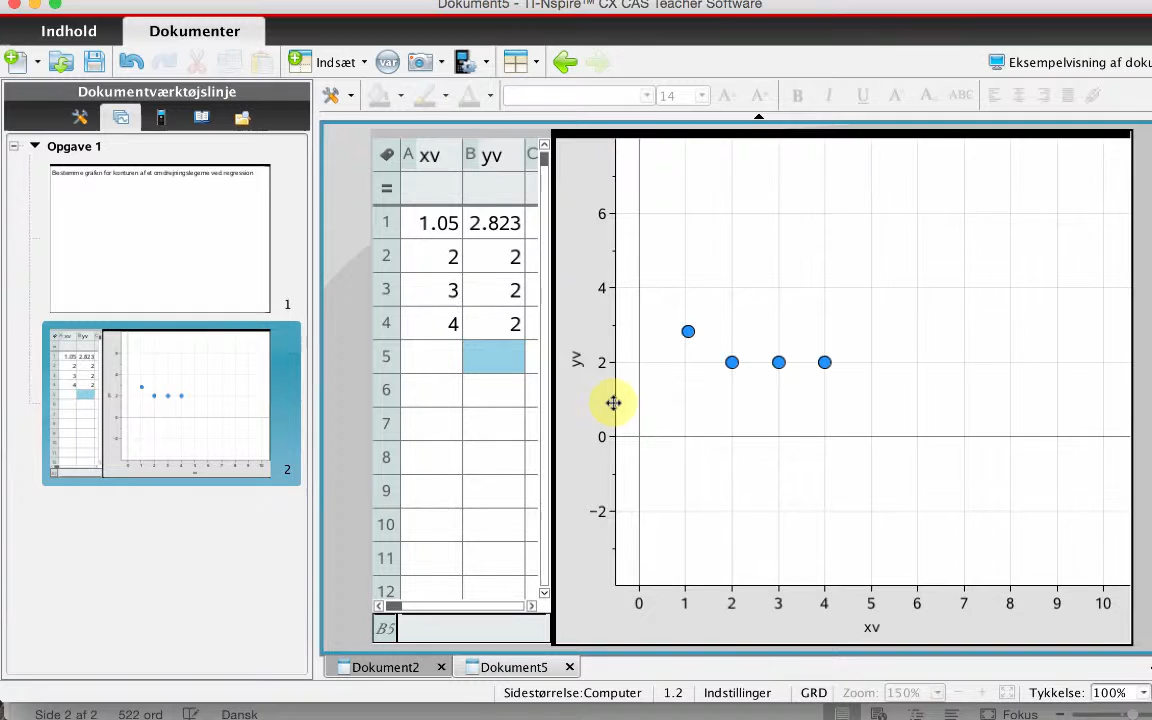 Dokument5 - TI-Nspire™ CX CAS Teacher Software
Indhold
Dokumenter
Indsæt
var
Eksempelvisning af doku
Dokumentværktøjslinje
14
A A B I U A A ABC
Opgave 1
Bestemme grafen for konturen af et omdrejningslegeme ved regression
1
2
A xv B yv C
=
1 1.05 2.823
2 2 2
3 3 2
4 4 2
5
6
7
8
9
10
11
12
B5
6
4
2
0
-2
yv
0 1 2 3 4 5 6 7 8 9 10
xv
Dokument2
Dokument5
Sidestørrelse:Computer 1.2 Indstillinger GRD Zoom: 150% Tykkelse: 100%
Side 2 af 2 522 ord Dansk Fokus